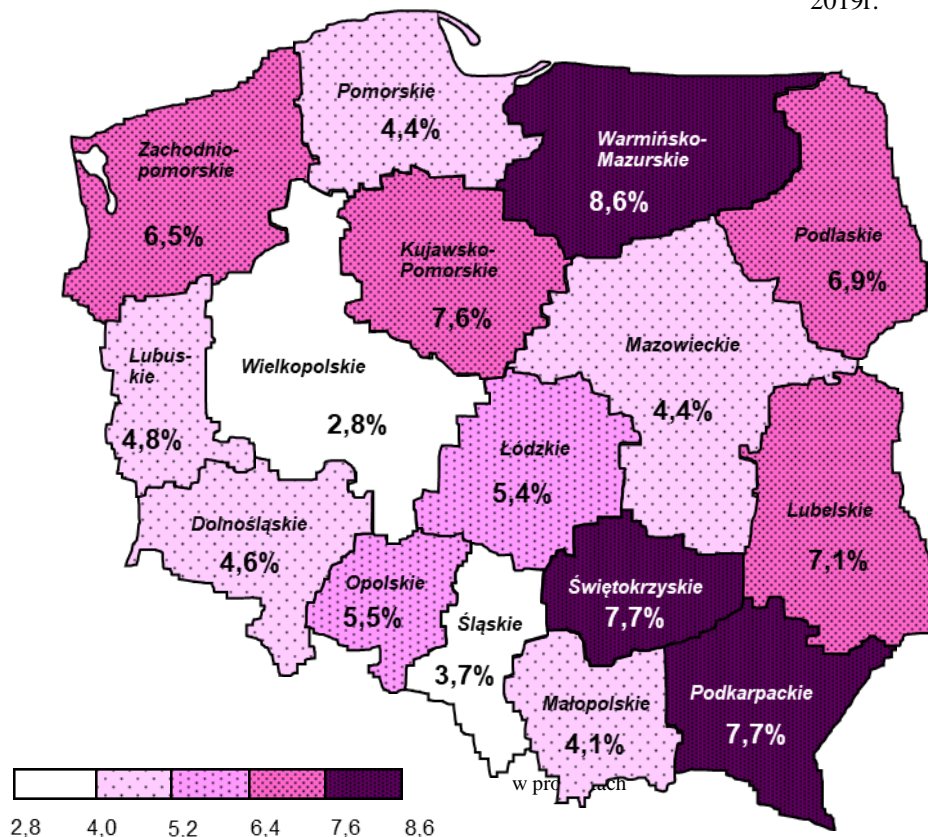 2019r.
Pomorskie
4,4%
Warmińsko-
Mazurskie
8,6%
Zachodnio-
pomorskie
6,5%
Kujawsko-
Pomorskie
7,6%
Podlaskie
6,9%
Lubus-
kie
4,8%
Wielkopolskie
2,8%
Mazowieckie
4,4%
Łódzkie
5,4%
Lubelskie
7,1%
Dolnośląskie
4,6%
Opolskie
5,5%
Śląskie
3,7%
Świętokrzyskie
7,7%
Małopolskie
4,1%
Podkarpackie
7,7%
w
2,8 4,0 5.2 6,4 7,6 8,6